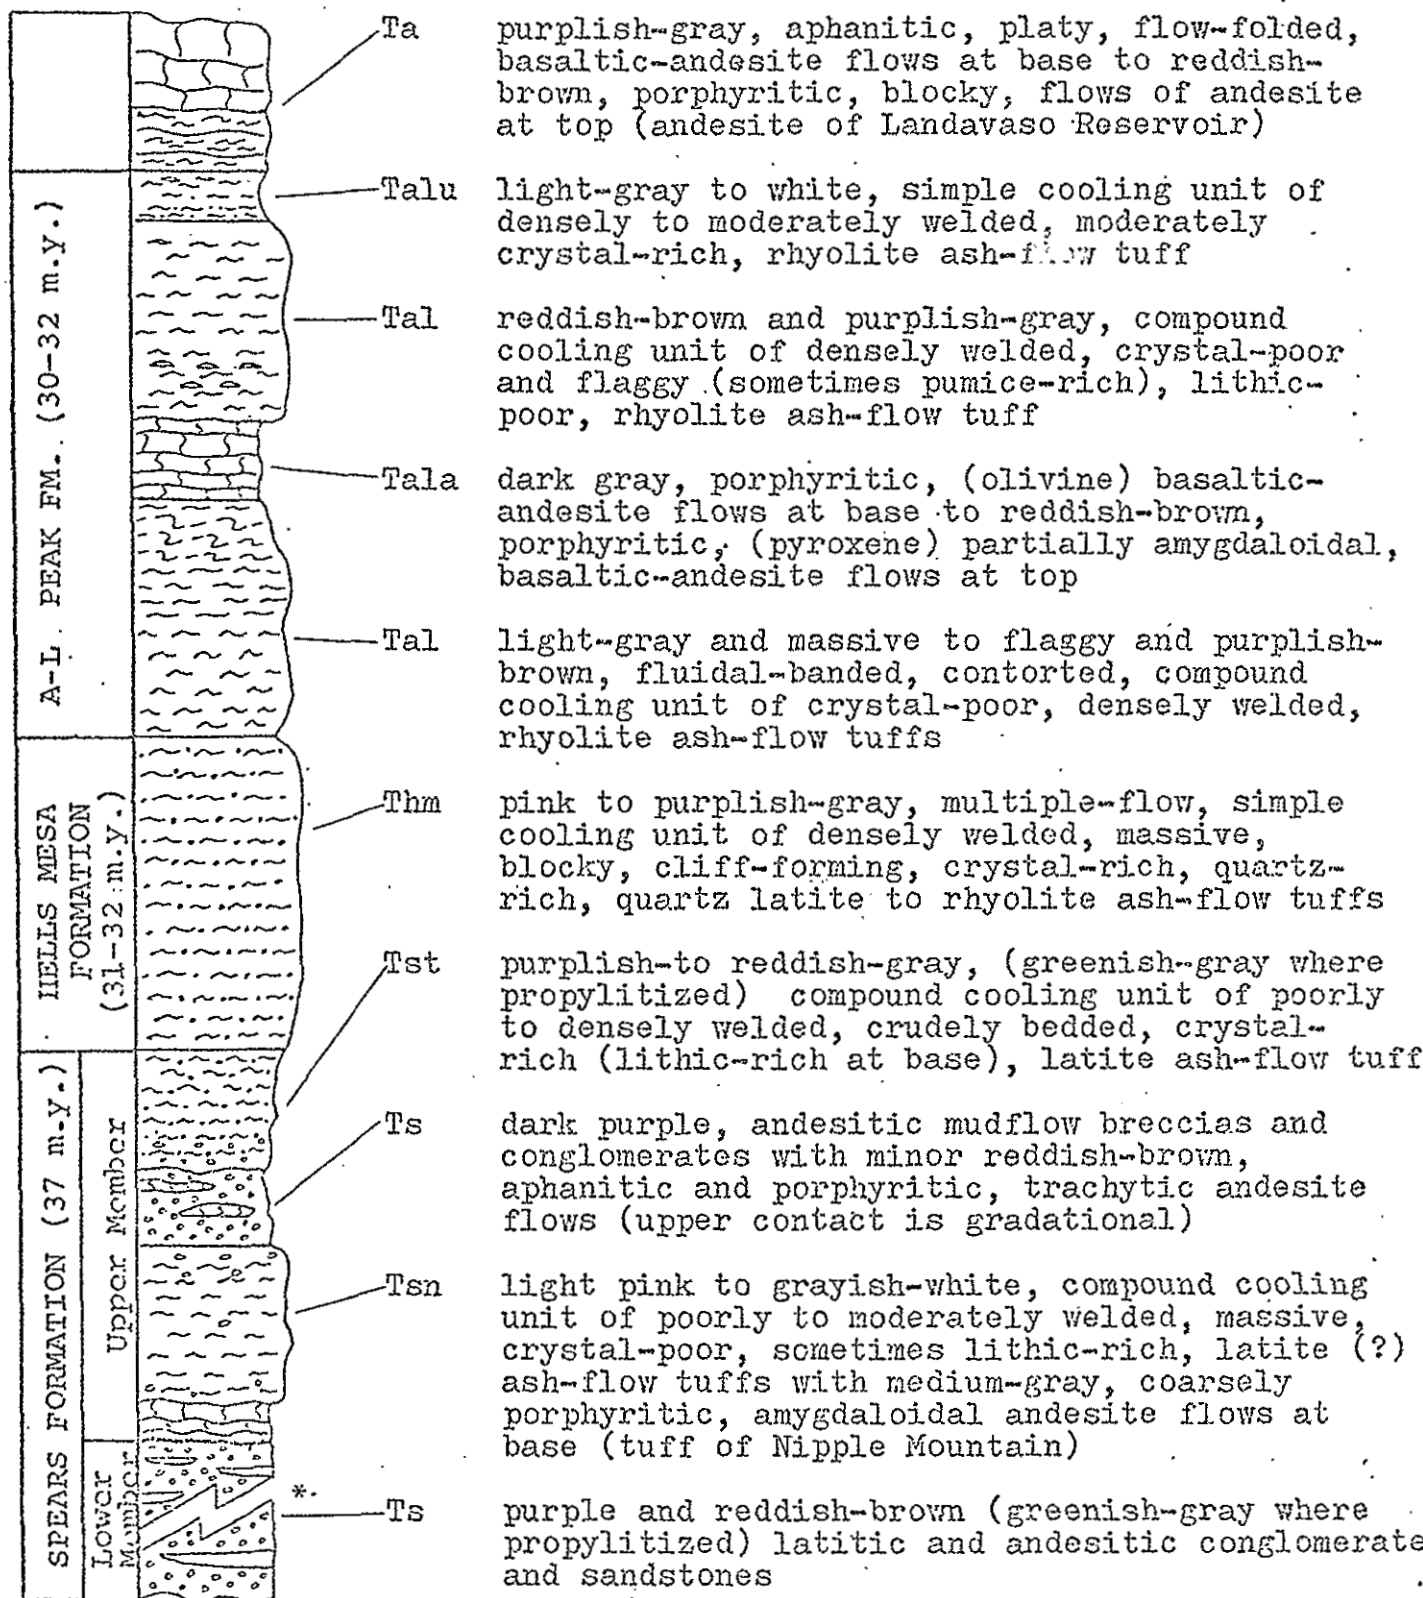 Ta purplish-gray, aphanitic, platy, flow-folded,
basaltic-andesite flows at base to reddish-
brown, porphyritic, blocky, flows of andesite
at top (andesite of Landavaso Reservoir)
A-L PEAK FM. (30-32 m.y.)
Talu light-gray to white, simple cooling unit of
densely to moderately welded, moderately
crystal-rich, rhyolite ash-flow tuff
Tal reddish-brown and purplish-gray, compound
cooling unit of densely welded, crystal-poor
and flaggy (sometimes pumice-rich), lithic-
poor, rhyolite ash-flow tuff
Tala dark gray, porphyritic, (olivine) basaltic-
andesite flows at base to reddish-brown,
porphyritic, (pyroxene) partially amygdaloidal,
basaltic-andesite flows at top
Tal light-gray and massive to flaggy and purplish-
brown, fluidal-banded, contorted, compound
cooling unit of crystal-poor, densely welded,
rhyolite ash-flow tuffs
HELLS MESA
FORMATION
(31-32 m.y.)
Thm pink to purplish-gray, multiple-flow, simple
cooling unit of densely welded, massive,
blocky, cliff-forming, crystal-rich, quartz-
rich, quartz latite to rhyolite ash-flow tuffs
SPEARS FORMATION (37 m.y.)
Upper Member
Tst purplish-to reddish-gray, (greenish-gray where
propylitized) compound cooling unit of poorly
to densely welded, crudely bedded, crystal-
rich (lithic-rich at base), latite ash-flow tuff
Ts dark purple, andesitic mudflow breccias and
conglomerates with minor reddish-brown,
aphanitic and porphyritic, trachytic andesite
flows (upper contact is gradational)
Tsn light pink to grayish-white, compound cooling
unit of poorly to moderately welded, massive,
crystal-poor, sometimes lithic-rich, latite (?)
ash-flow tuffs with medium-gray, coarsely
porphyritic, amygdaloidal andesite flows at
base (tuff of Nipple Mountain)
Lower
Member
*.
Ts purple and reddish-brown (greenish-gray where
propylitized) latitic and andesitic conglomerate
and sandstones